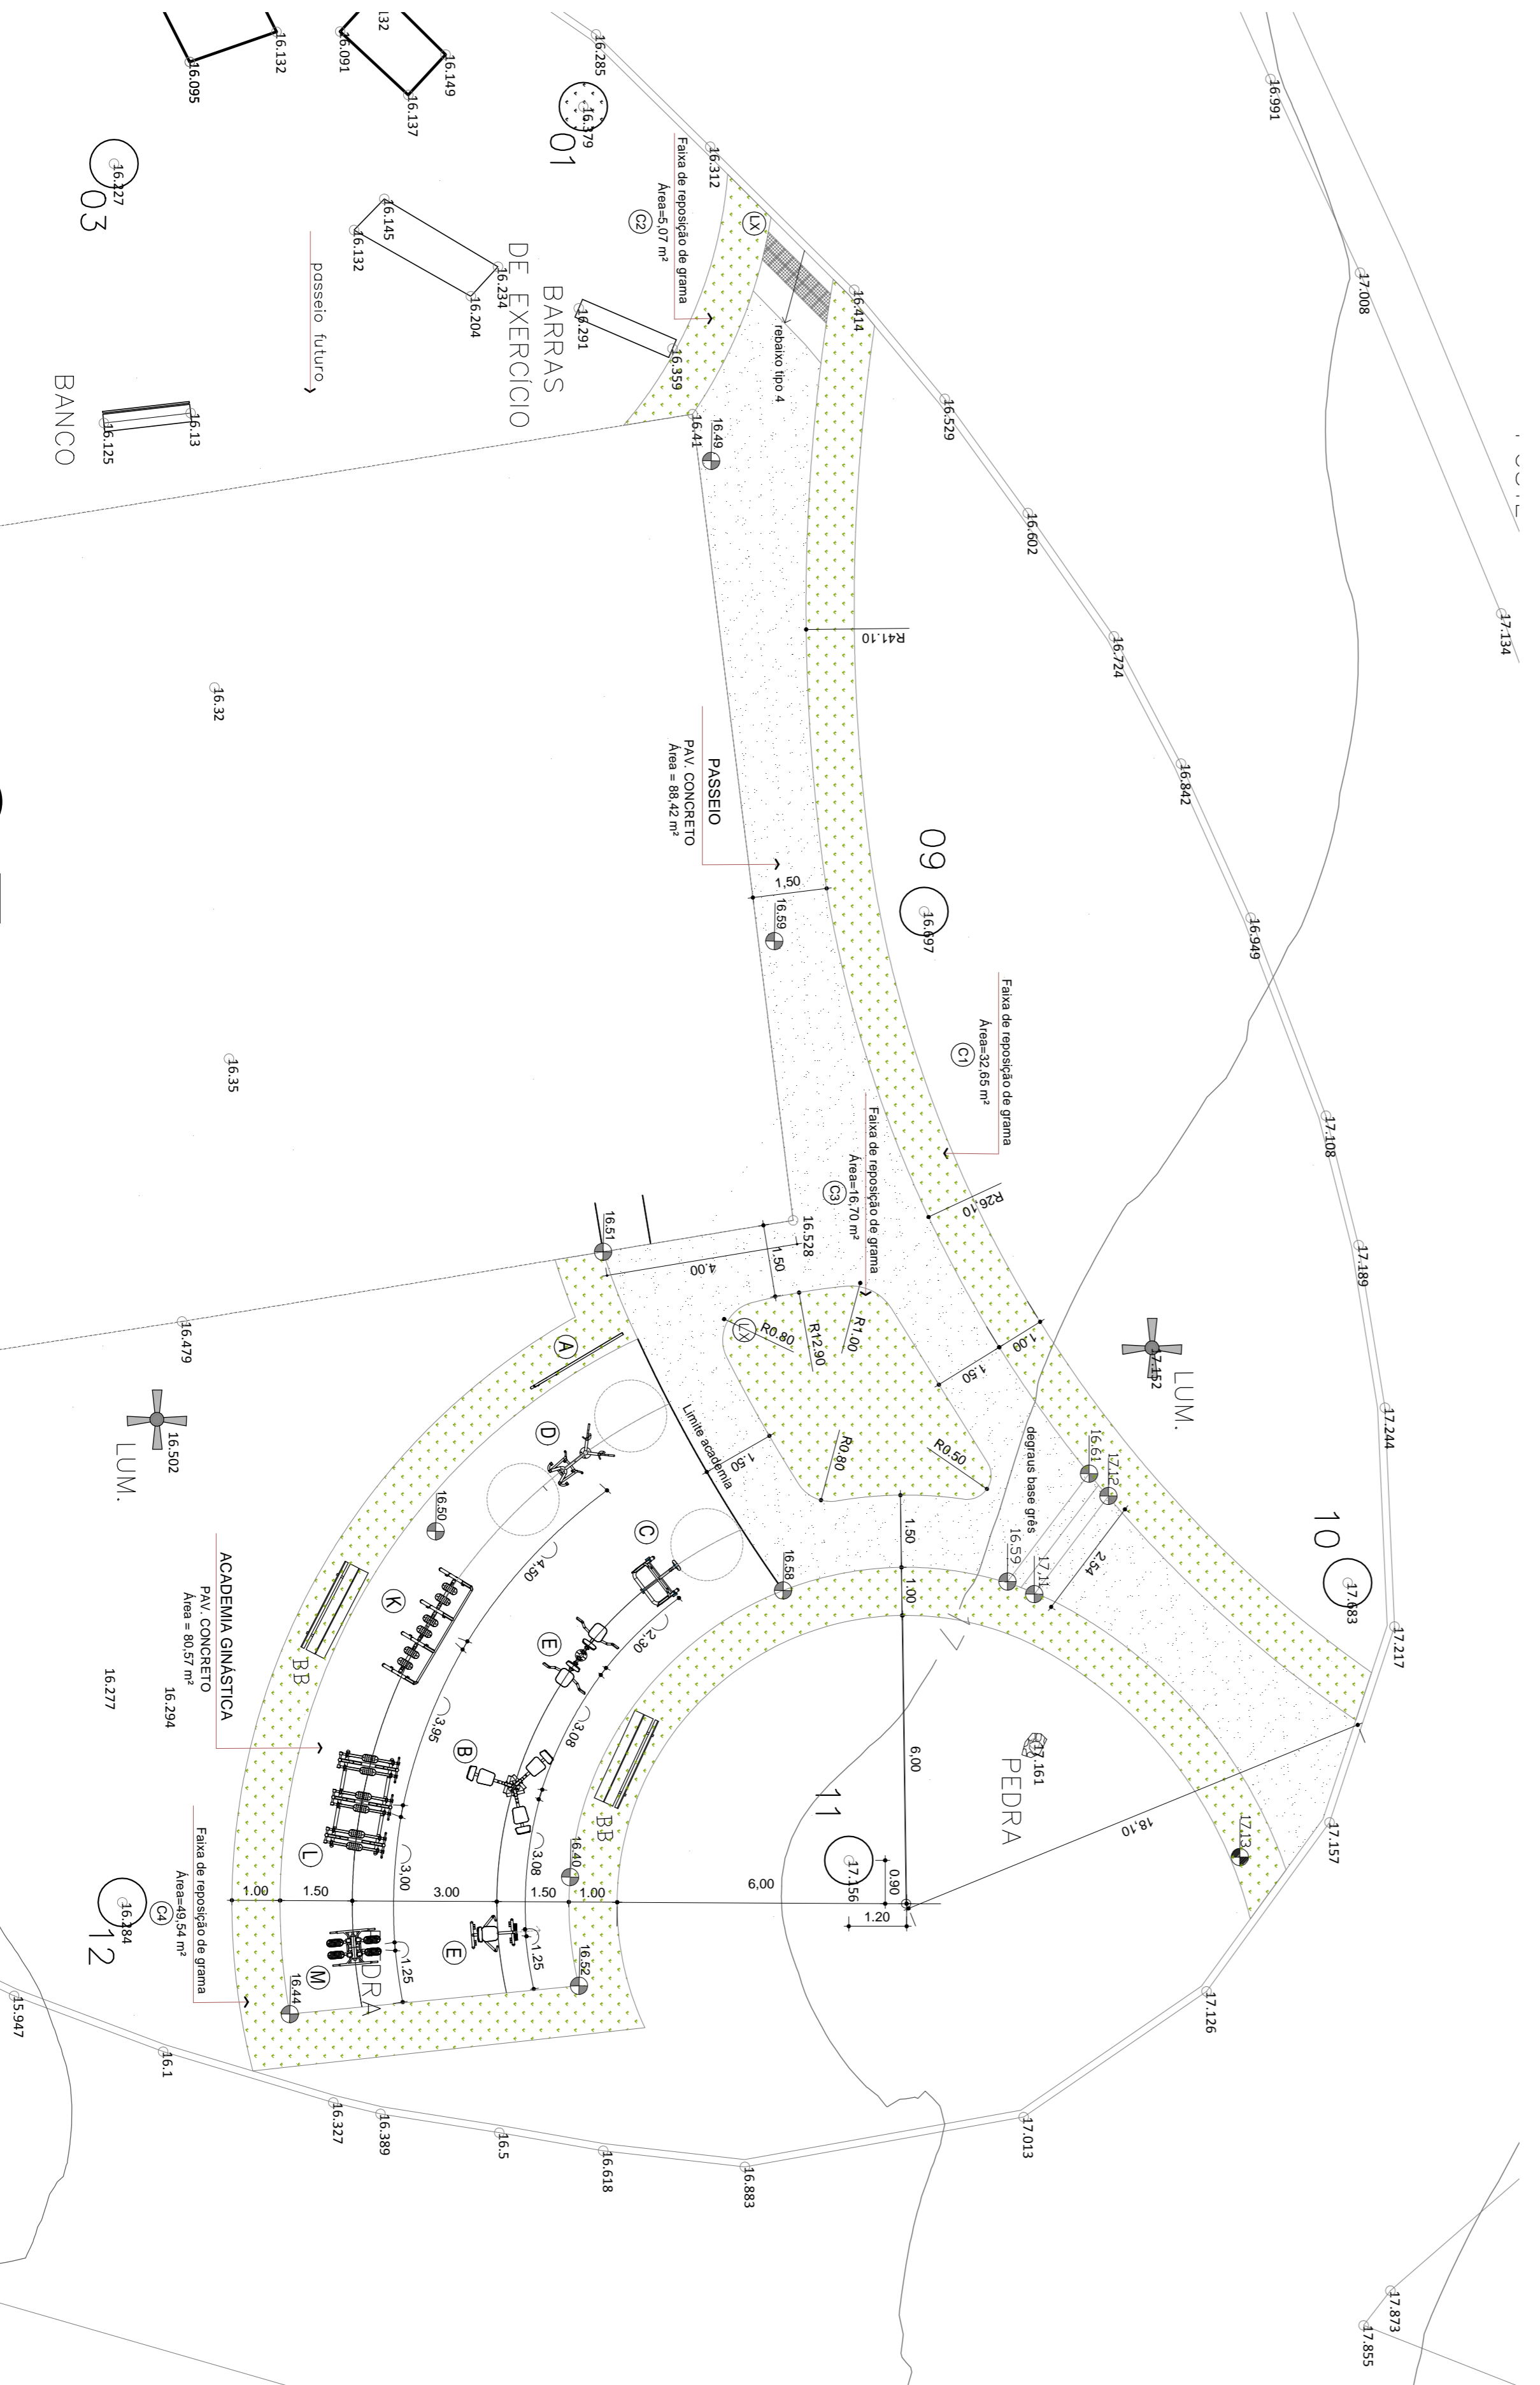 16.132
16.095
16.091
132
16.149
16.137
16.285
16.379
01
16.227
03
16.312
Faixa de reposição de grama
Área=5,07 m²
C2
LX
16.145
16.132
16.234
16.204
BARRAS
DE EXERCÍCIO
16.291
16.359
passeio futuro
BANCO
16.13
16.125
16.991
17.008
17.134
16.414
rebaixo tipo 4
16.41
16.49
16.529
16.602
16.724
R41.10
16.842
16.32
16.35
PASSEIO
PAV. CONCRETO
Área = 88,42 m²
1,50
16.59
09
16.697
16.949
Faixa de reposição de grama
Área=32,65 m²
C1
Faixa de reposição de grama
Área=16,70 m²
C3
R26.10
17.108
17.189
17.244
17.217
16.528
16.51
4.00
1.50
R0.80
LX
R12.90
R1.00
1.00
1.50
R0.50
R0.80
1.50
Limite academia
LUM.
17.152
degraus base grês
16.61
17.12
16.59
17.11
2.54
10
17.083
1.50
1.00
16.58
16.479
16.502
LUM.
A
D
C
16.50
4,50
K
E
2,30
BB
ACADEMIA GINÁSTICA
PAV. CONCRETO
Área = 80,57 m²
16.277
16.294
3,95
3,08
B
BB
6,00
17.161
PEDRA
11
17.156
0.90
1.20
18,10
17.13
17.157
L
3,00
3,08
16.40
Faixa de reposição de grama
Área=49,54 m²
C4
16.284
12
1.00
1.50
3.00
1.50
1.00
6,00
M
DRA
1.25
E
1.25
16.52
16.44
17.126
17.013
15.947
16.1
16.327
16.389
16.5
16.618
16.883
17.873
17.855